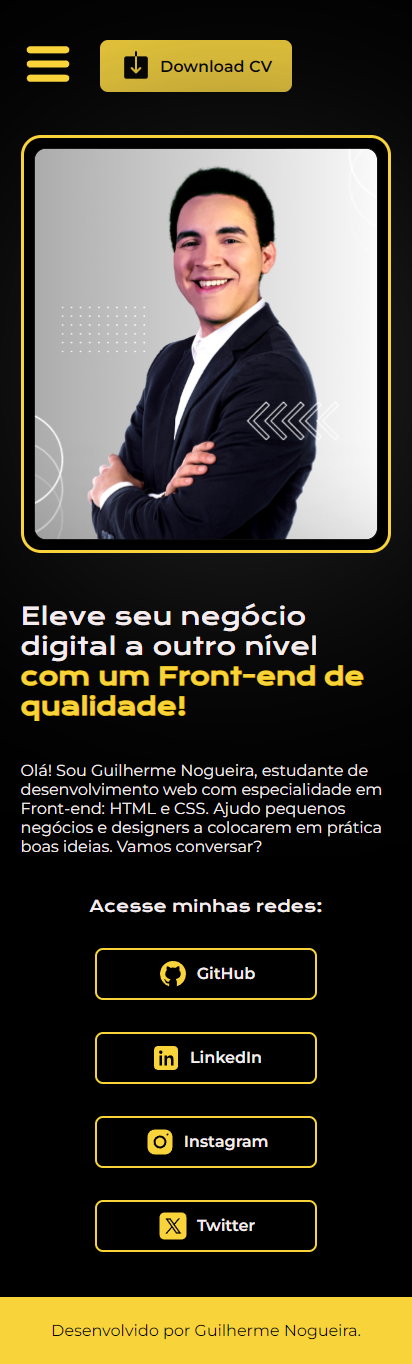 Download CV
Eleve seu negócio
digital a outro nível
com um Front-end de
qualidade!
Olá! Sou Guilherme Nogueira, estudante de
desenvolvimento web com especialidade em
Front-end: HTML e CSS. Ajudo pequenos
negócios e designers a colocarem em prática
boas ideias. Vamos conversar?
Acesse minhas redes:
GitHub
LinkedIn
Instagram
Twitter
Desenvolvido por Guilherme Nogueira.